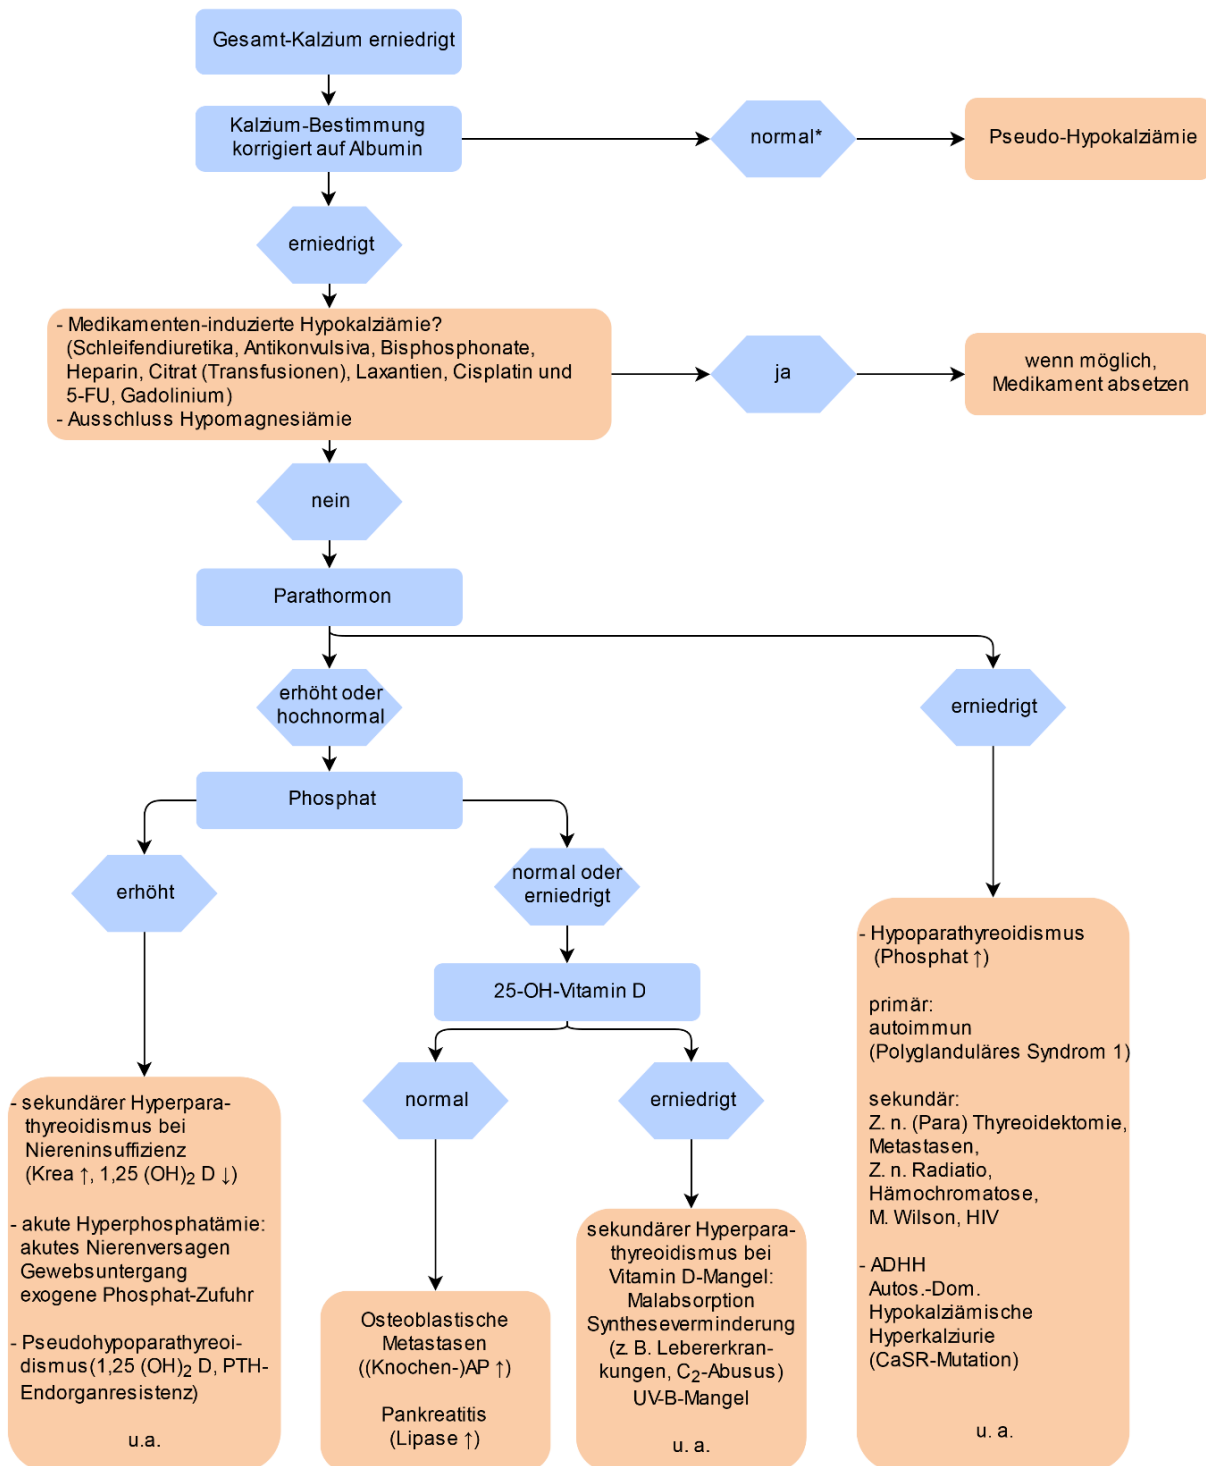 Gesamt-Kalzium erniedrigt
Kalzium-Bestimmung
korrigiert auf Albumin
normal*
Pseudo-Hypokalziämie
erniedrigt
- Medikamenten-induzierte Hypokalziämie?
(Schleifendiuretika, Antikonvulsiva, Bisphosphonate,
Heparin, Citrat (Transfusionen), Laxantien, Cisplatin und
5-FU, Gadolinium)
- Ausschluss Hypomagnesiämie
ja
wenn möglich,
Medikament absetzen
nein
Parathormon
erhöht oder
hochnormal
erniedrigt
Phosphat
erhöht
normal oder
erniedrigt
25-OH-Vitamin D
normal
erniedrigt
- sekundärer Hyperpara-
thyreoidismus bei
Niereninsuffizienz
(Krea ↑, 1,25 (OH)₂ D ↓)
- akute Hyperphosphatämie:
akutes Nierenversagen
Gewebsuntergang
exogene Phosphat-Zufuhr
- Pseudohypoparathyreoi-
dismus(1,25 (OH)₂ D, PTH-
Endorganresistenz)
u.a.
Osteoblastische
Metastasen
((Knochen-)AP ↑)
Pankreatitis
(Lipase ↑)
sekundärer Hyperpara-
thyreoidismus bei
Vitamin D-Mangel:
Malabsorption
Syntheseverminderung
(z. B. Lebererkran-
kungen, C₂-Abusus)
UV-B-Mangel
u. a.
- Hypoparathyreoidismus
(Phosphat ↑)
primär:
autoimmun
(Polyglanduläres Syndrom 1)
sekundär:
Z. n. (Para) Thyreoidektomie,
Metastasen,
Z. n. Radiatio,
Hämochromatose,
M. Wilson, HIV
- ADHH
Autos.-Dom.
Hypokalziämische
Hyperkalziurie
(CaSR-Mutation)
u. a.